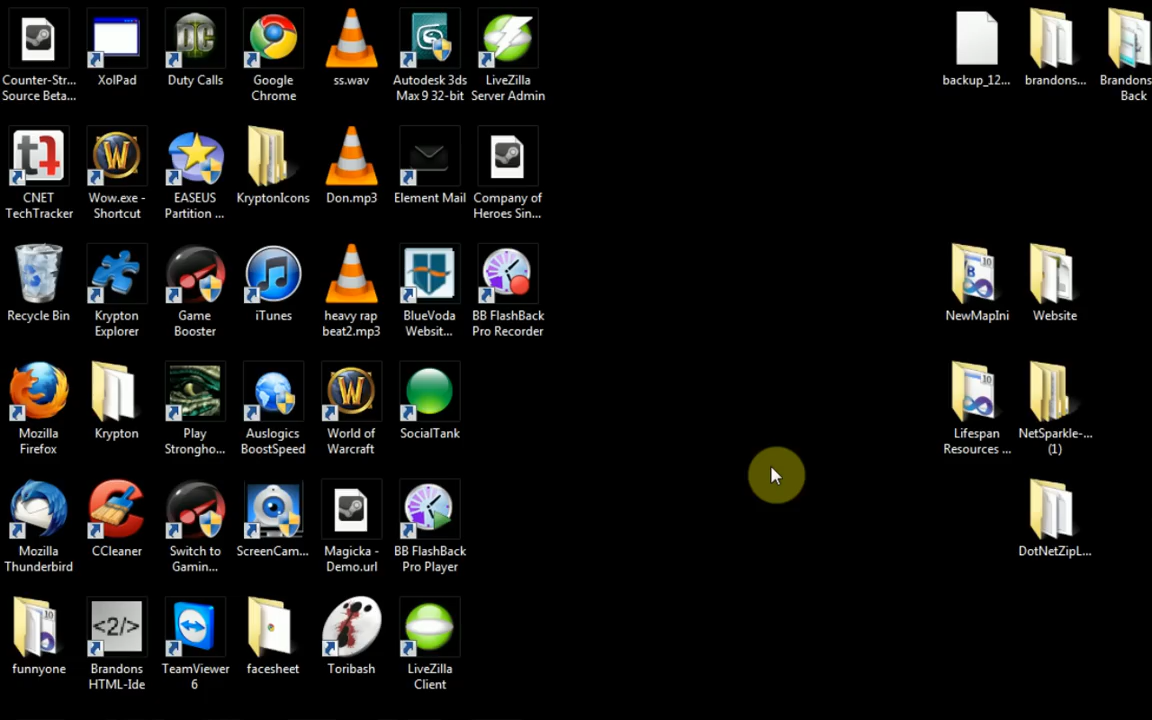 Counter-Str...
Source Beta...
XolPad
Duty Calls
Google
Chrome
ss.wav
Autodesk 3ds
Max 9 32-bit
LiveZilla
Server Admin
backup_12...
brandons...
Brandons
Back
CNET
TechTracker
Wow.exe -
Shortcut
EASEUS
Partition ...
KryptonIcons
Don.mp3
Element Mail
Company of
Heroes Sin...
Recycle Bin
Krypton
Explorer
Game
Booster
iTunes
heavy rap
beat2.mp3
BlueVoda
Website...
BB FlashBack
Pro Recorder
NewMapIni
Website
Mozilla
Firefox
Krypton
Play
Strongho...
Auslogics
BoostSpeed
World of
Warcraft
SocialTank
Lifespan
Resources ...
NetSparkle-...
(1)
Mozilla
Thunderbird
CCleaner
Switch to
Gamin...
ScreenCam...
Magicka -
Demo.url
BB FlashBack
Pro Player
DotNetZipL...
funnyone
<2/>
Brandons
HTML-Ide
TeamViewer
6
facesheet
Toribash
LiveZilla
Client